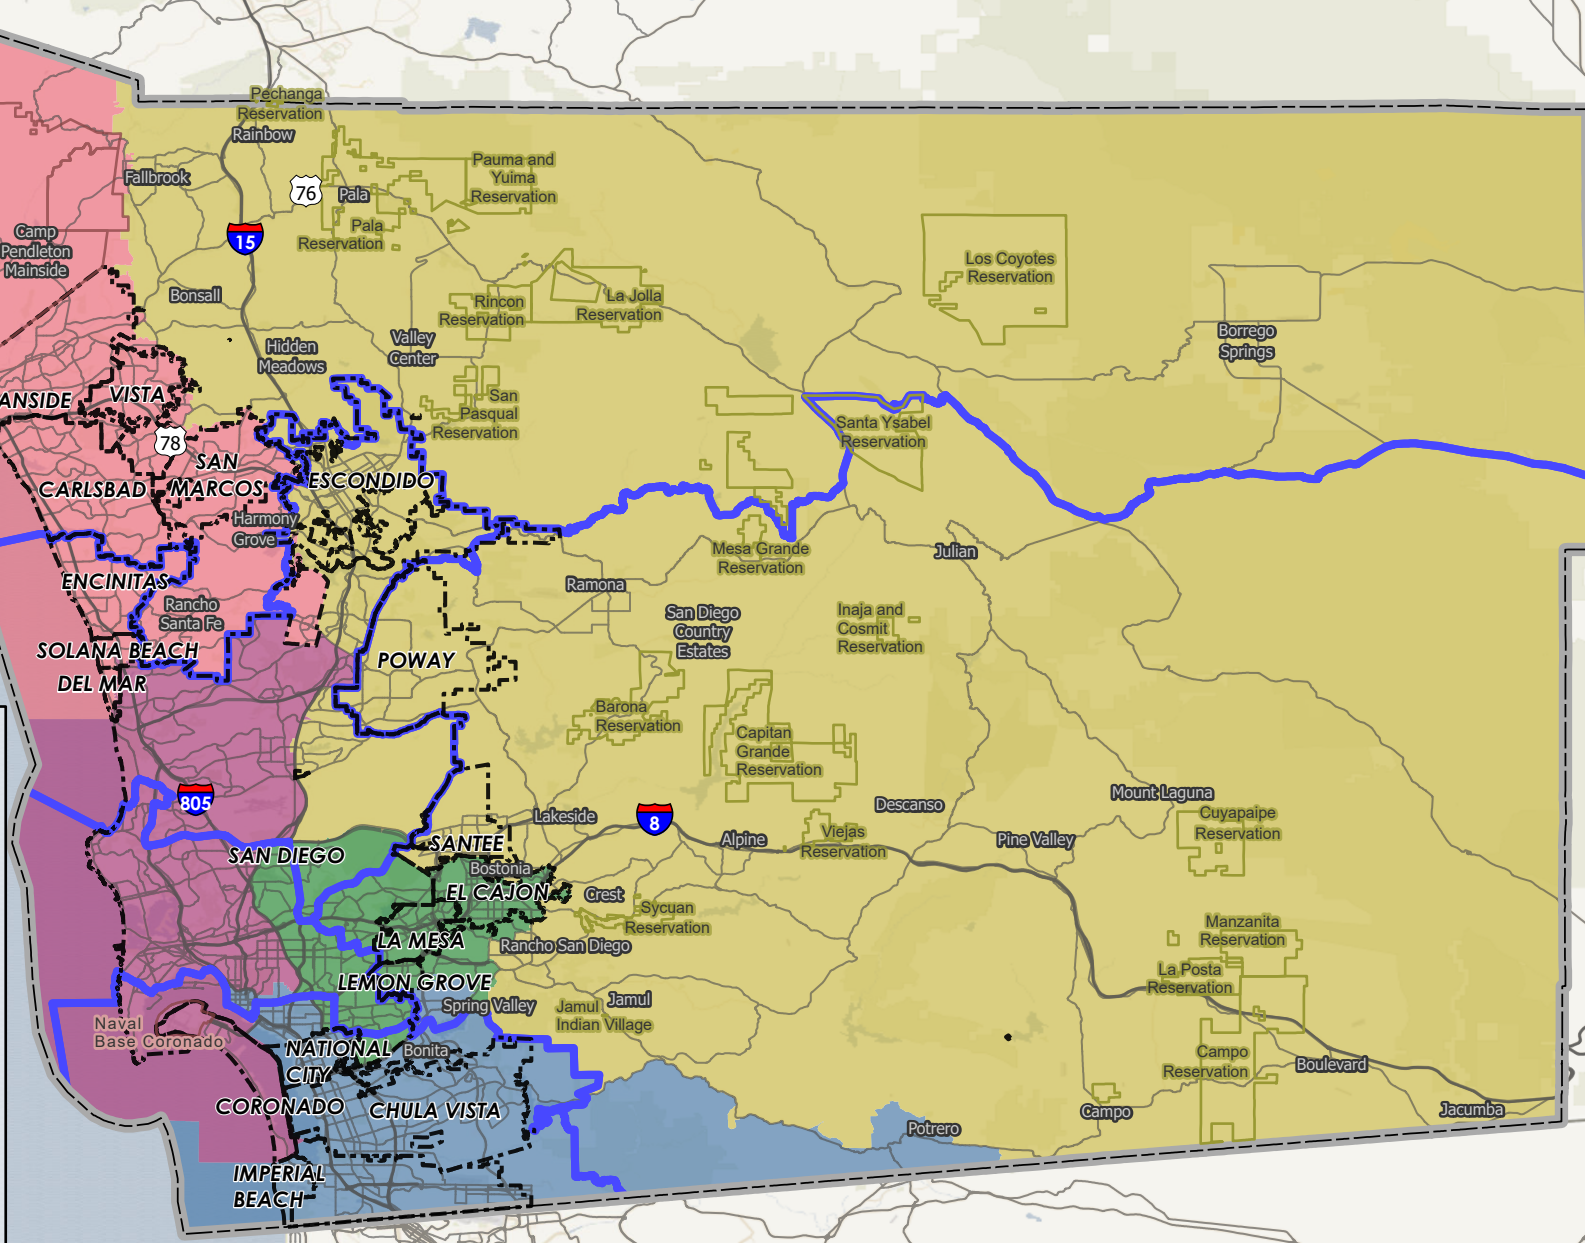 Pechanga
Reservation
Rainbow
Fallbrook
76
Pala
Pauma and
Yuima
Reservation
Pala
Reservation
15
Camp
Pendleton
Mainside
Bonsall
Los Coyotes
Reservation
Rincon
Reservation
La Jolla
Reservation
Hidden
Meadows
Valley
Center
Borrego
Springs
ANSIDE
VISTA
San
Pasqual
Reservation
Santa Ysabel
Reservation
78
SAN
MARCOS
CARLSBAD
ESCONDIDO
Harmony
Grove
Mesa Grande
Reservation
Julian
ENCINITAS
Ramona
Rancho
Santa Fe
San Diego
Country
Estates
Inaja and
Cosmit
Reservation
SOLANA BEACH
DEL MAR
POWAY
Barona
Reservation
Capitan
Grande
Reservation
805
Lakeside
8
Descanso
Mount Laguna
Cuyapaipe
Reservation
SAN DIEGO
SANTEE
Alpine
Viejas
Reservation
Pine Valley
Bostonia
EL CAJON
Crest
Sycuan
Reservation
LA MESA
Rancho San Diego
Manzanita
Reservation
LEMON GROVE
La Posta
Reservation
Spring Valley
Jamul
Jamul
Indian Village
Naval
Base Coronado
NATIONAL
CITY
Bonita
Campo
Reservation
Boulevard
CORONADO
CHULA VISTA
Campo
Jacumba
Potrero
IMPERIAL
BEACH